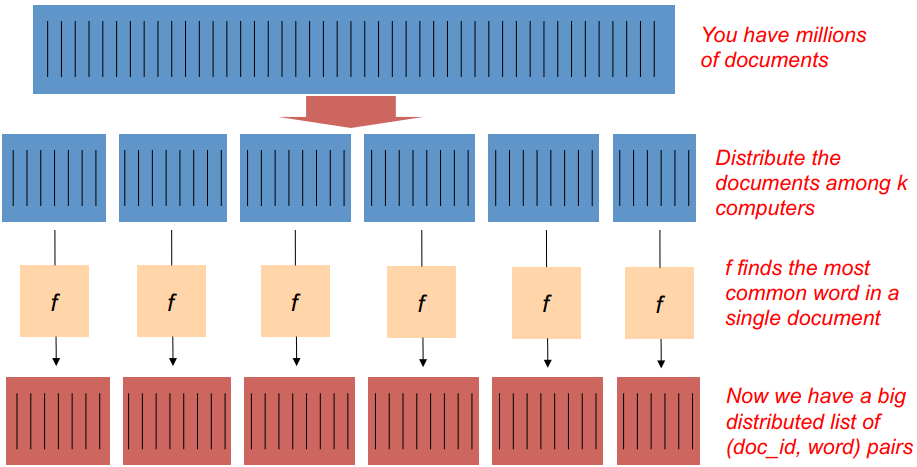 You have millions
of documents
Distribute the
documents among k
computers
f finds the most
common word in a
single document
f f f f f f
Now we have a big
distributed list of
(doc_id, word) pairs